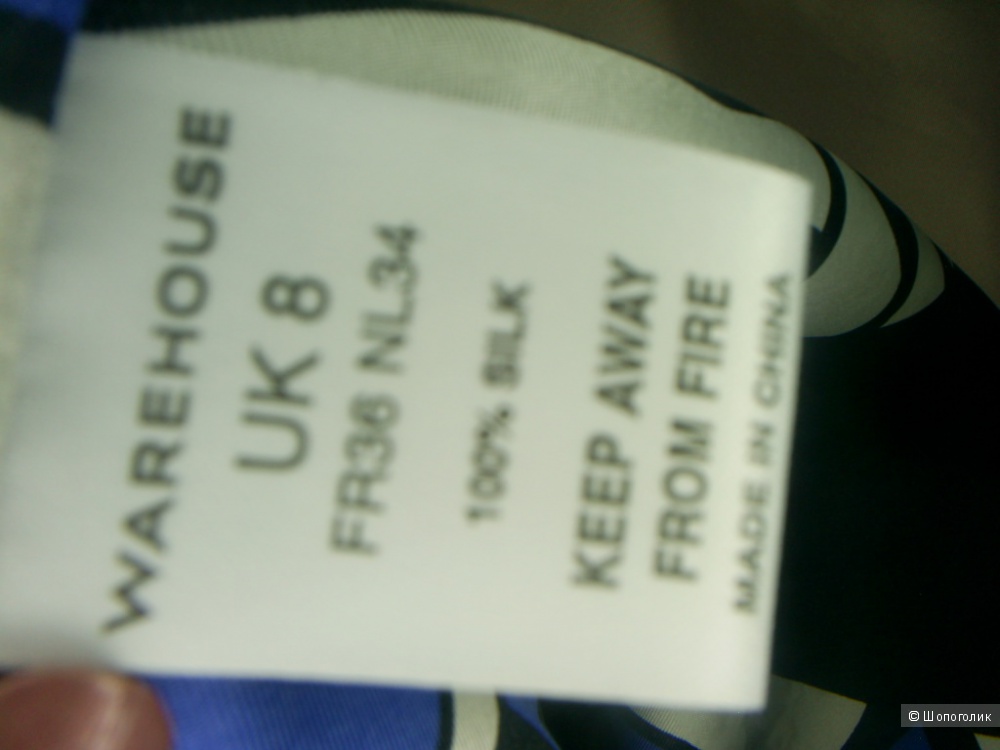 WAREHOUSE
UK 8
FR36 NL34
100% SILK
KEEP AWAY
FROM FIRE
MADE IN CHINA
© Шопоголик